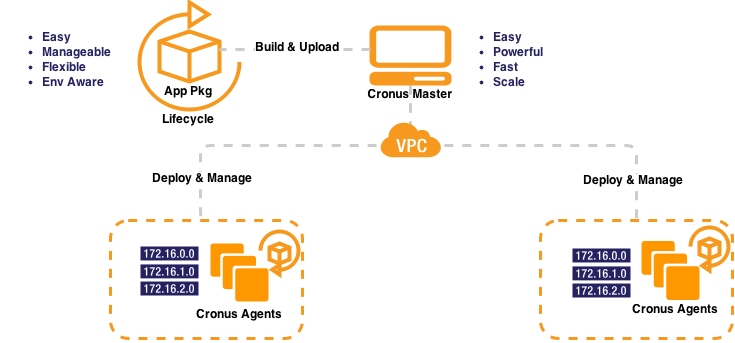 Easy
Manageable
Flexible
Env Aware
App Pkg
Lifecycle
Build & Upload
Cronus Master
Easy
Powerful
Fast
Scale
VPC
Deploy & Manage
Deploy & Manage
172.16.0.0
172.16.1.0
172.16.2.0
Cronus Agents
172.16.0.0
172.16.1.0
172.16.2.0
Cronus Agents